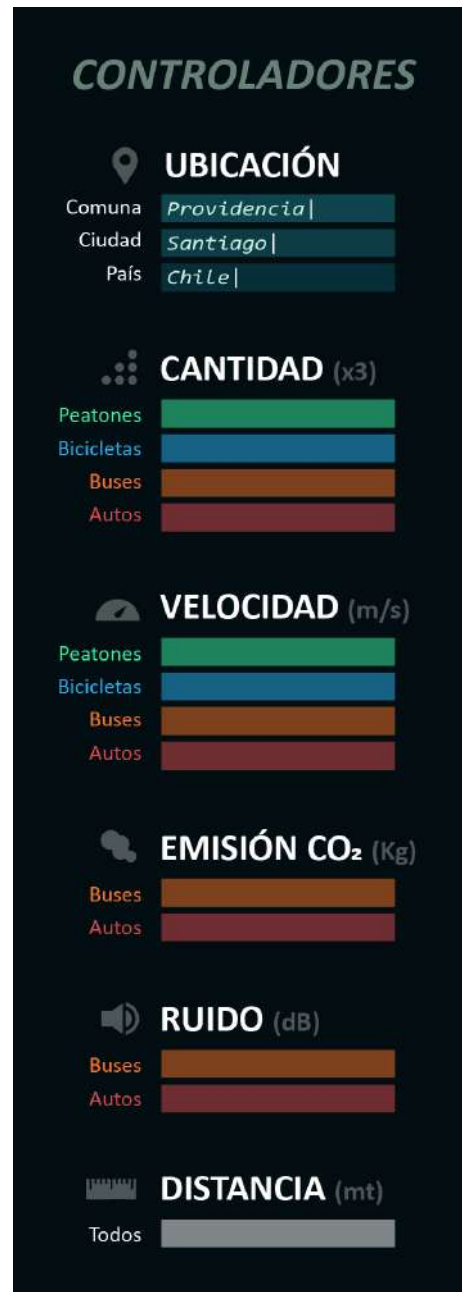 CONTROLADORES
UBICACIÓN
Comuna Providencia|
Ciudad Santiago|
País Chile|
CANTIDAD (x3)
Peatones
Bicicletas
Buses
Autos
VELOCIDAD (m/s)
Peatones
Bicicletas
Buses
Autos
EMISIÓN CO₂ (Kg)
Buses
Autos
RUIDO (dB)
Buses
Autos
DISTANCIA (mt)
Todos